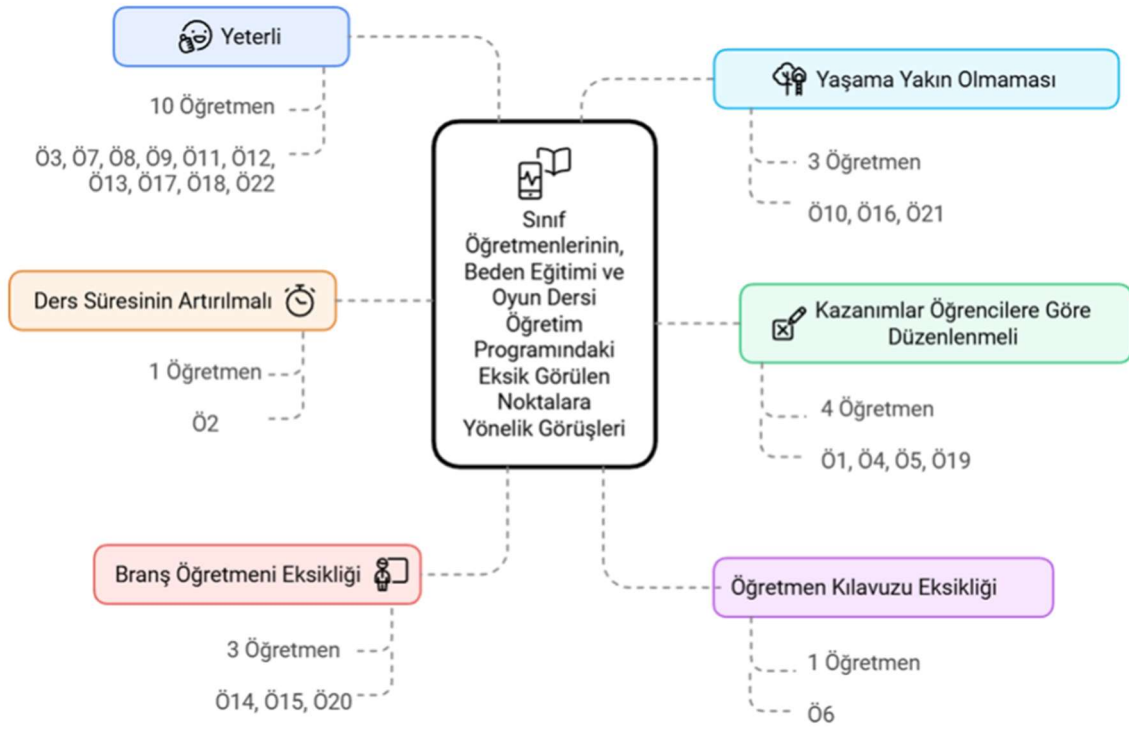 Yeterli
10 Öğretmen
Ö3, Ö7, Ö8, Ö9, Ö11, Ö12,
Ö13, Ö17, Ö18, Ö22
Ders Süresinin Artırılmalı
1 Öğretmen
Ö2
Branş Öğretmeni Eksikliği
3 Öğretmen
Ö14, Ö15, Ö20
Sınıf
Öğretmenlerinin,
Beden Eğitimi ve
Oyun Dersi
Öğretim
Programındaki
Eksik Görülen
Noktalara
Yönelik Görüşleri
Yaşama Yakın Olmaması
3 Öğretmen
Ö10, Ö16, Ö21
Kazanımlar Öğrencilere Göre
Düzenlenmeli
4 Öğretmen
Ö1, Ö4, Ö5, Ö19
Öğretmen Kılavuzu Eksikliği
1 Öğretmen
Ö6